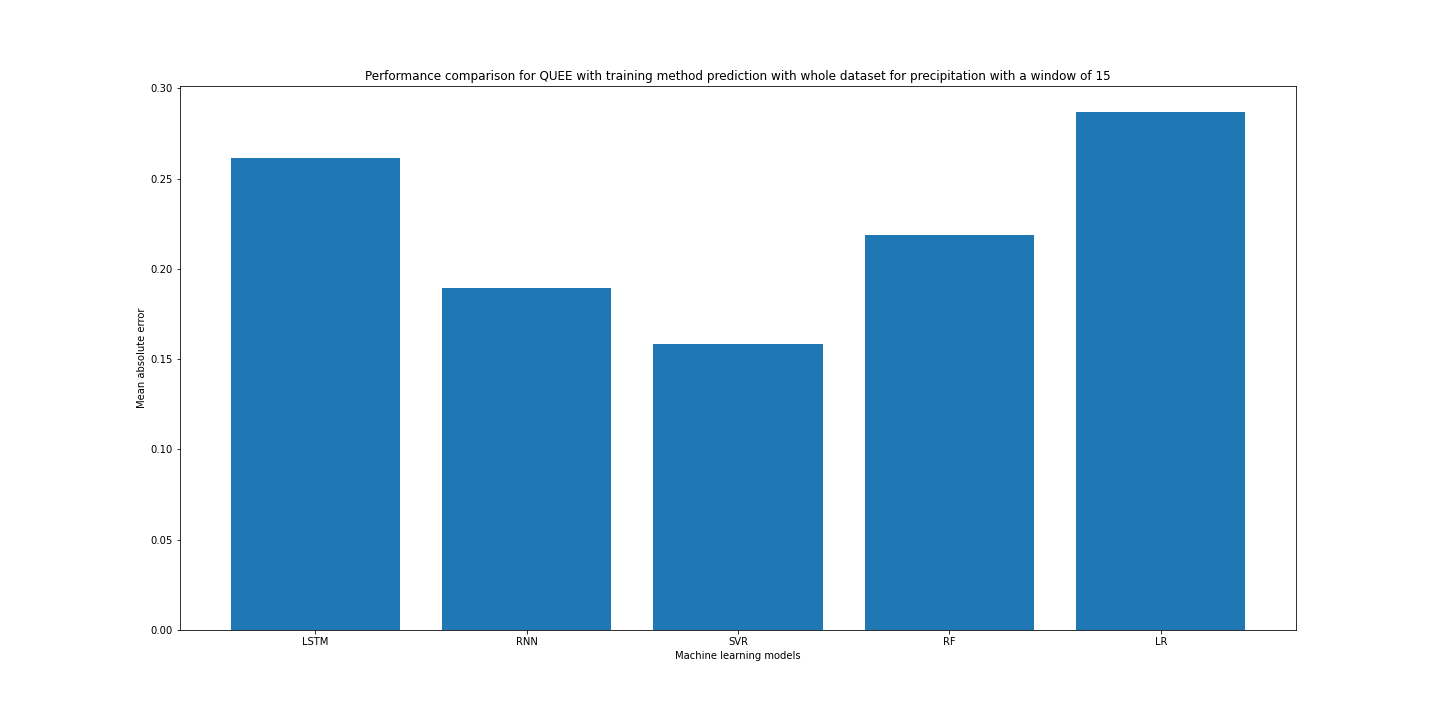 Performance comparison for QUEE with training method prediction with whole dataset for precipitation with a window of 15
0.30
0.25
0.20
0.15
0.10
0.05
0.00
Mean absolute error
LSTM RNN SVR RF LR
Machine learning models